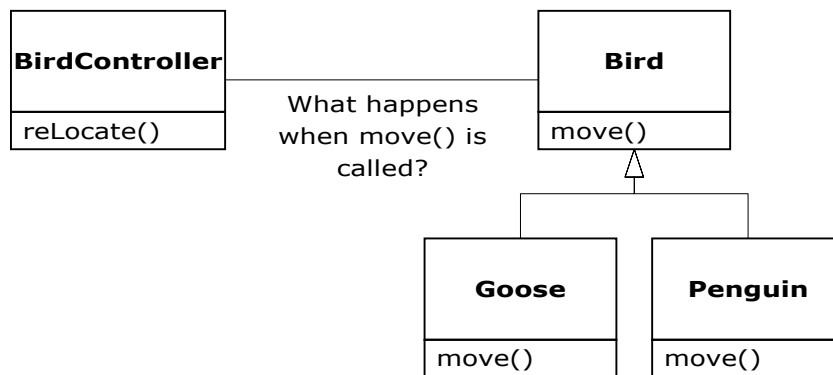 BirdController
reLocate()
What happens
when move() is
called?
Bird
move()
Goose
move()
Penguin
move()